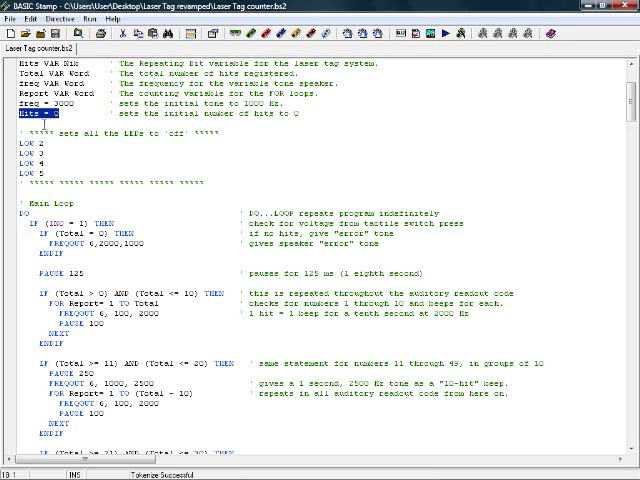 BASIC Stamp - C:\Users\User\Desktop\Laser Tag revamped\Laser Tag counter.bs2
File Edit Directive Run Help
Laser Tag counter.bs2
Hits VAR Nib ' The Repeating Bit variable for the laser tag system.
Total VAR Word ' The total number of hits registered.
freq VAR Word ' The frequency for the variable tone speaker.
Report VAR Word ' The counting variable for the FOR loops.
freq = 3000 ' sets the initial tone to 1000 Hz.
Hits = 0 ' sets the initial number of hits to 0
' ***** sets all the LEDs to 'off' *****
LOW 2
LOW 3
LOW 4
LOW 5
' ***** ***** ***** ***** ***** *****
' Main Loop
DO ' DO...LOOP repeats program indefinitely
IF (IN0 = 1) THEN ' check for voltage from tactile switch press
IF (Total = 0) THEN ' if no hits, give "error" tone
FREQOUT 6,2000,1000 ' gives speaker "error" tone
ENDIF
PAUSE 125 ' pauses for 125 ms (1 eighth second)
IF (Total > 0) AND (Total <= 10) THEN ' this is repeated throughout the auditory readout code
FOR Report= 1 TO Total ' checks for numbers 1 through 10 and beeps for each.
FREQOUT 6, 100, 2000 ' 1 hit = 1 beep for a tenth second at 2000 Hz
PAUSE 100
NEXT
ENDIF
IF (Total >= 11) AND (Total <= 20) THEN ' same statement for numbers 11 through 49, in groups of 10
PAUSE 250
FREQOUT 6, 1000, 2500 ' gives a 1 second, 2500 Hz tone as a "10-hit" beep.
FOR Report= 1 TO (Total - 10) ' repeats in all auditory readout code from here on.
FREQOUT 6, 100, 2000
PAUSE 100
NEXT
ENDIF
IF (Total >= 21) AND (Total <= 30) THEN
18: 1 INS Tokenize Successful